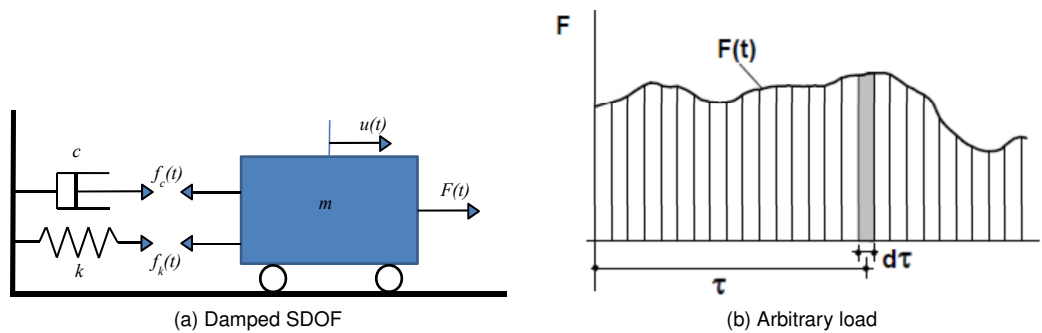 u(t)
c
f_c(t)
F(t)
m
k
f_k(t)
(a) Damped SDOF
F
F(t)
dτ
τ
(b) Arbitrary load